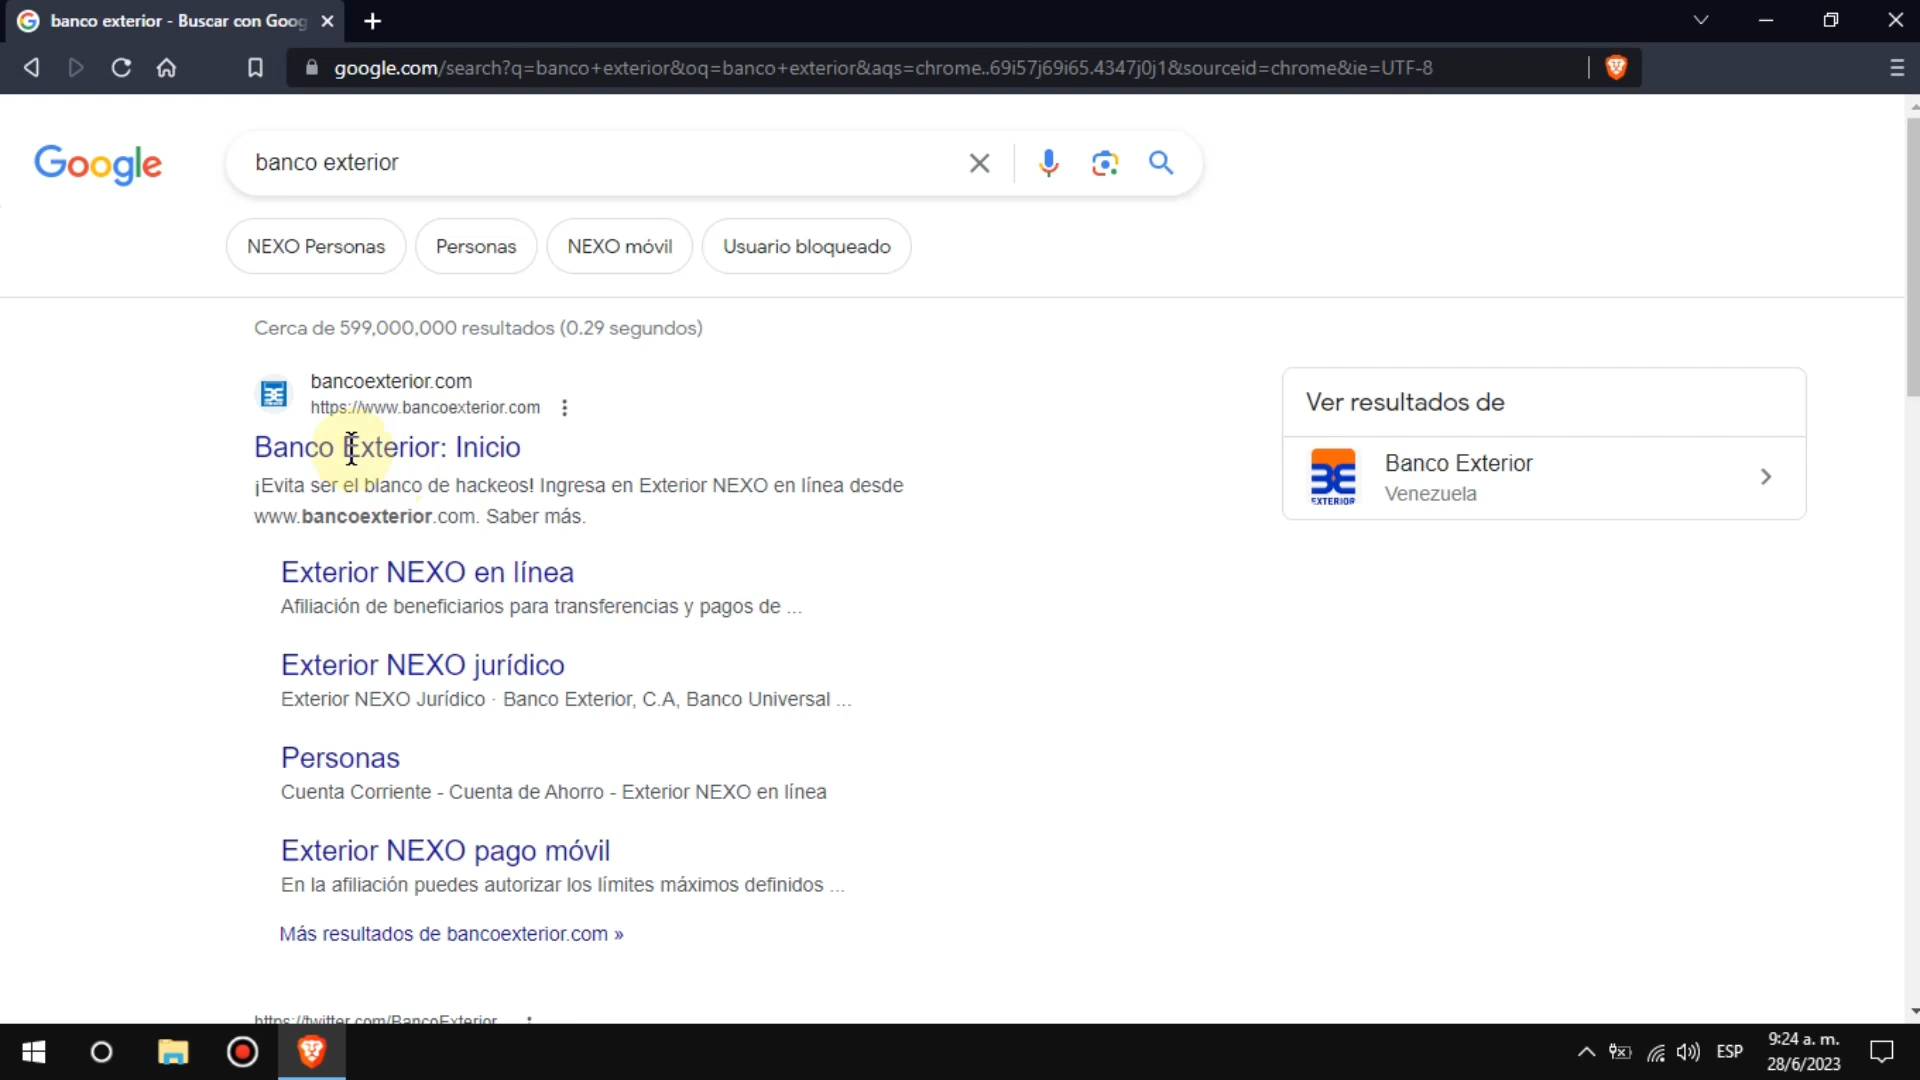 banco exterior - Buscar con Goog
google.com/search?q=banco+exterior&oq=banco+exterior&aqs=chrome..69i57j69i65.4347j0j1&sourceid=chrome&ie=UTF-8
Google
banco exterior
NEXO Personas
Personas
NEXO móvil
Usuario bloqueado
Cerca de 599,000,000 resultados (0.29 segundos)
bancoexterior.com
https://www.bancoexterior.com
Banco Exterior: Inicio
¡Evita ser el blanco de hackeos! Ingresa en Exterior NEXO en línea desde
www.bancoexterior.com. Saber más.
Exterior NEXO en línea
Afiliación de beneficiarios para transferencias y pagos de ...
Exterior NEXO jurídico
Exterior NEXO Jurídico · Banco Exterior, C.A, Banco Universal ...
Personas
Cuenta Corriente - Cuenta de Ahorro - Exterior NEXO en línea
Exterior NEXO pago móvil
En la afiliación puedes autorizar los límites máximos definidos ...
Más resultados de bancoexterior.com »
https://twitter.com/BancoExterior
Ver resultados de
EXTERIOR
Banco Exterior
Venezuela
ESP
9:24 a. m.
28/6/2023